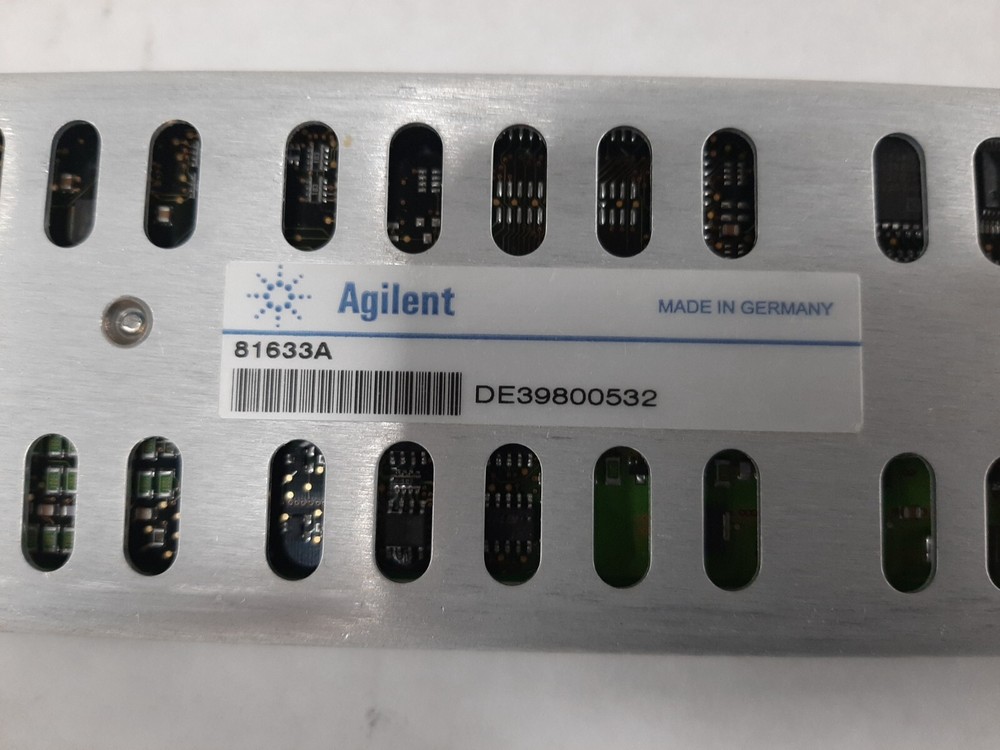 Agilent
MADE IN GERMANY
81633A
DE39800532